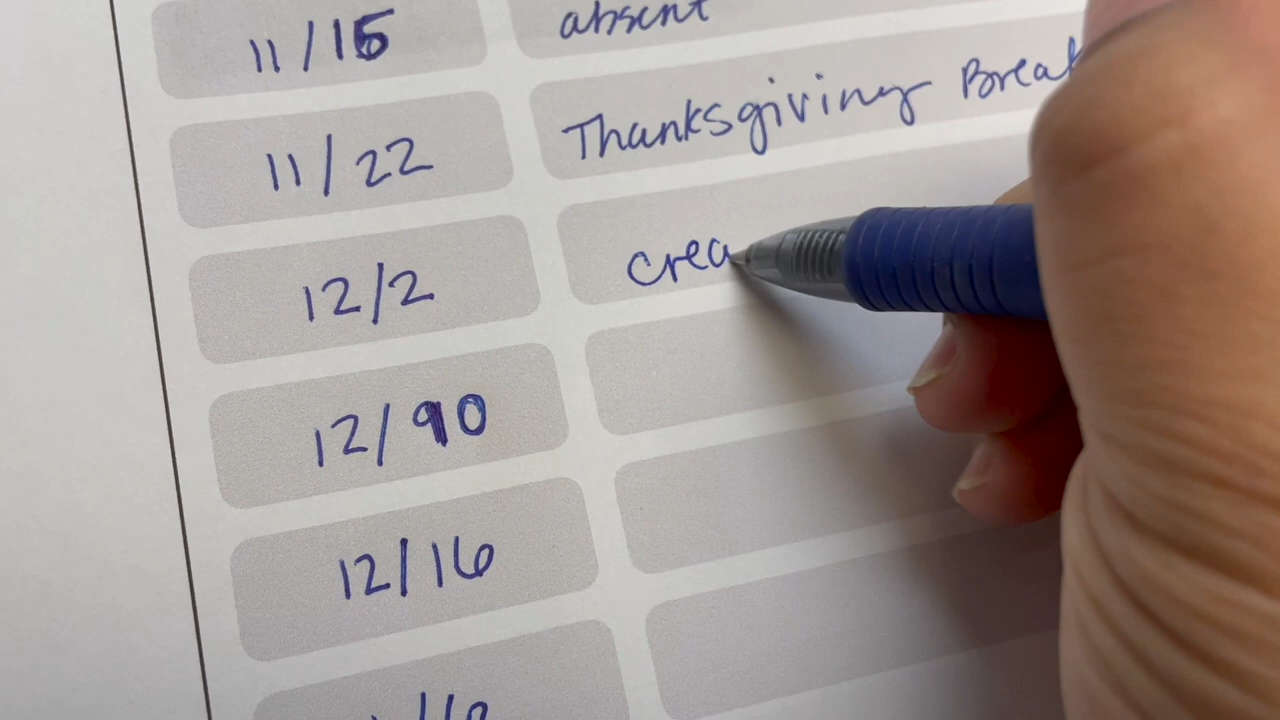 11/15 absent
11/22 Thanksgiving Break
12/2 crea
12/90
12/16